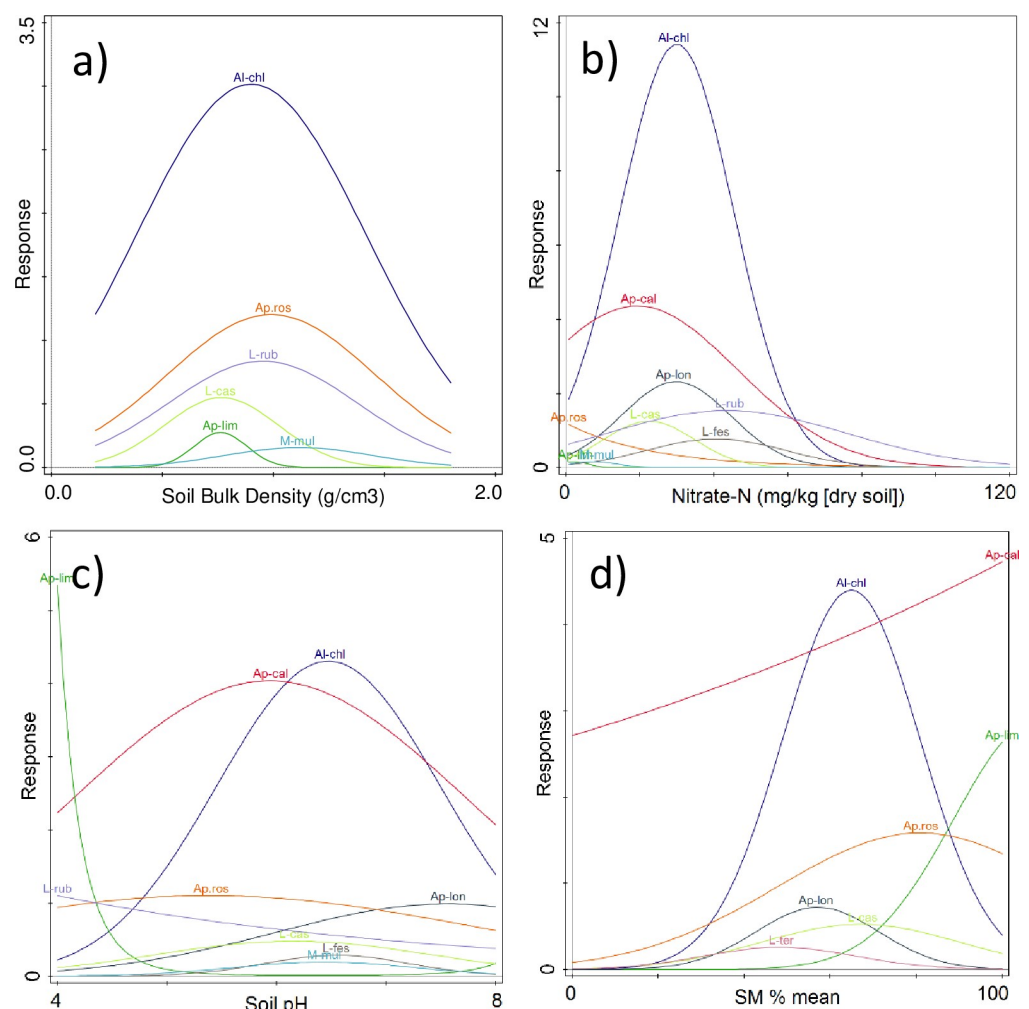 a)
3.5
Response
0.0
Al-chl
Ap.ros
L-rub
L-cas
Ap-lim
M-mul
0.0
Soil Bulk Density (g/cm3)
2.0
b)
12
Response
0
Al-chl
Ap-cal
Ap-lon
L-rub
L-cas
Ap.ros
L-fes
Ap-lim
M-mul
0
Nitrate-N (mg/kg [dry soil])
120
c)
6
Response
0
Ap-lim
Al-chl
Ap-cal
L-rub
Ap.ros
Ap-lon
L-cas
L-fes
M-mul
4
Soil pH
8
d)
5
Response
0
Ap-cal
Al-chl
Ap-lim
Ap.ros
Ap-lon
L-cas
L-ter
0
SM % mean
100